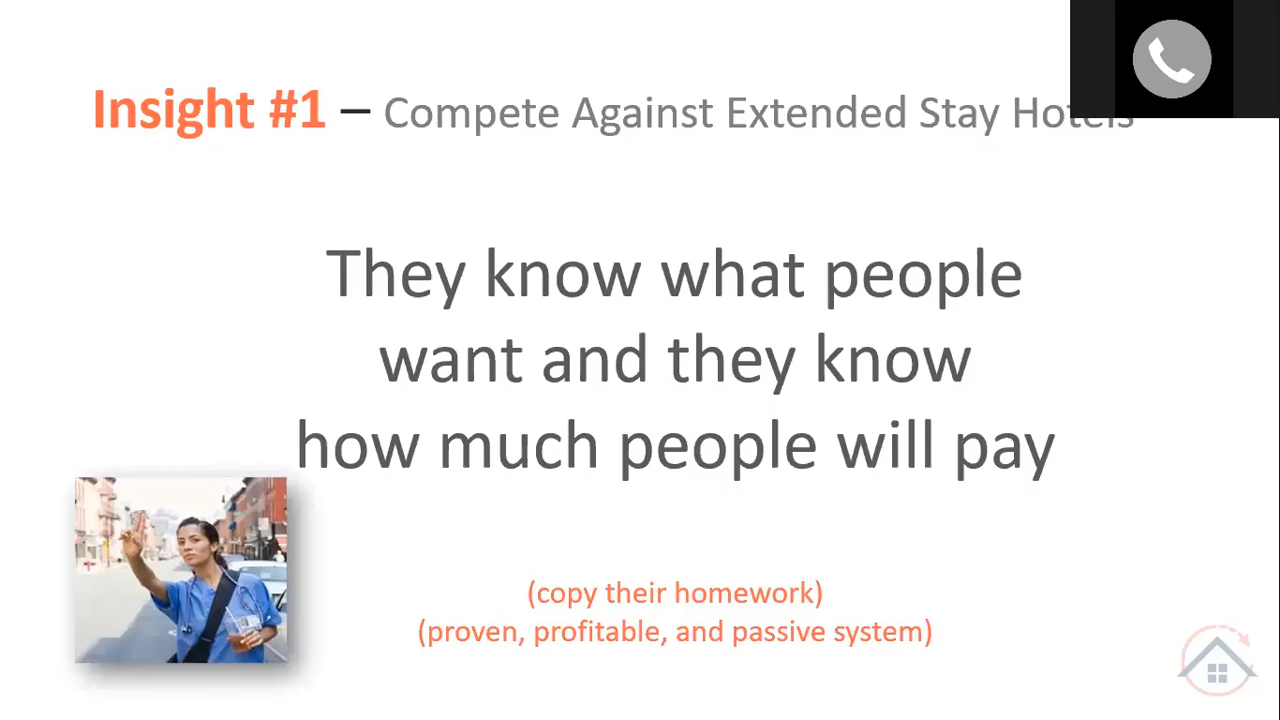 Insight #1 – Compete Against Extended Stay Hotels
They know what people
want and they know
how much people will pay
(copy their homework)
(proven, profitable, and passive system)